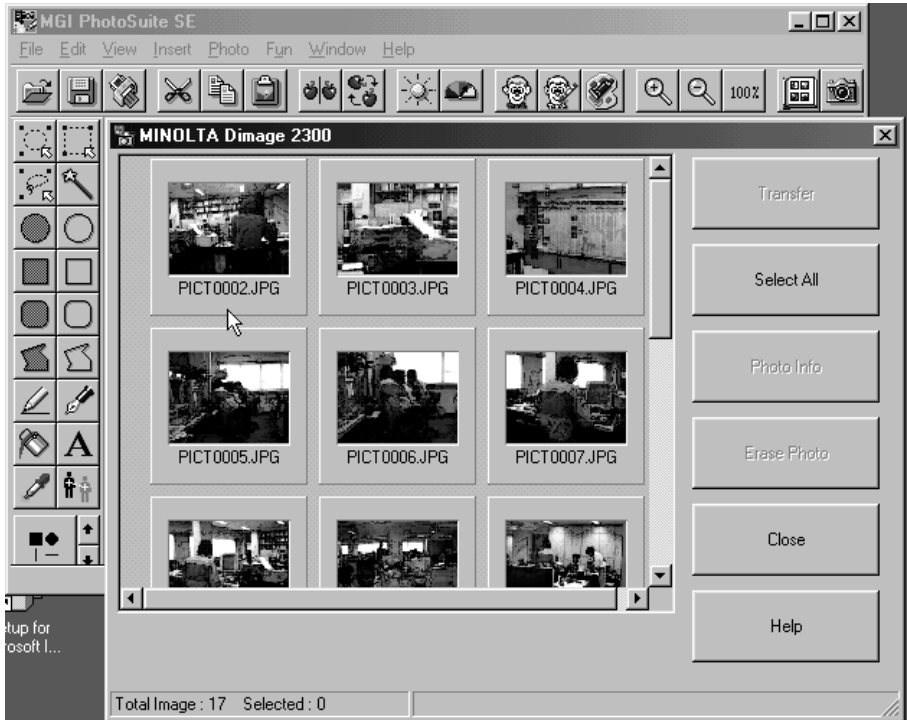 MGI PhotoSuite SE
File Edit View Insert Photo Fun Window Help
100%
MINOLTA Dimage 2300
PICT0002.JPG PICT0003.JPG PICT0004.JPG
Transfer
Select All
PICT0005.JPG PICT0006.JPG PICT0007.JPG
Photo Info
Erase Photo
A
Close
Help
etup for
rosoft I...
Total Image : 17 Selected : 0